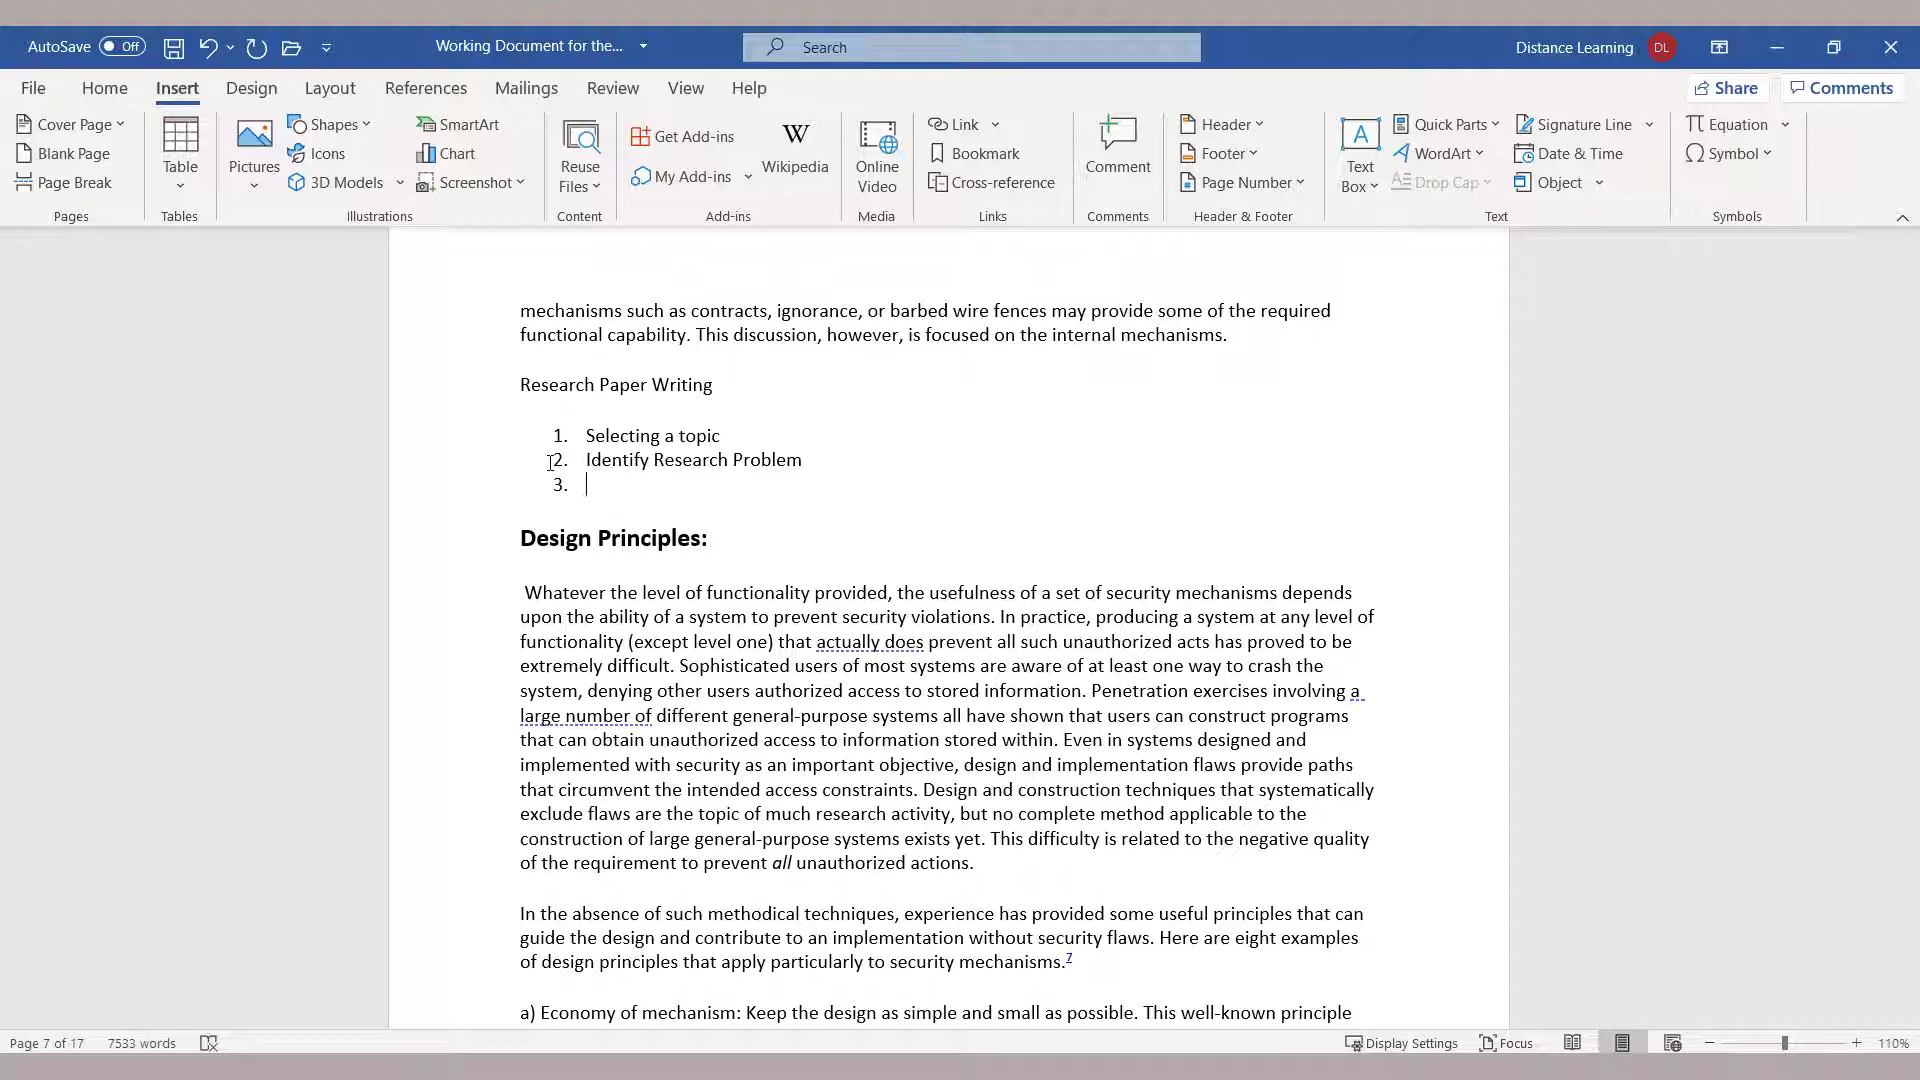 AutoSave Off Working Document for the... Search Distance Learning DL
File Home Insert Design Layout References Mailings Review View Help Share Comments
Cover Page
Blank Page
Page Break
Pages
Table
Tables
Pictures
Shapes
Icons
3D Models
SmartArt
Chart
Screenshot
Illustrations
Reuse
Files
Content
Get Add-ins
My Add-ins
W
Wikipedia
Add-ins
Online
Video
Media
Link
Bookmark
Cross-reference
Links
Comment
Comments
Header
Footer
Page Number
Header & Footer
A
Text
Box
Quick Parts
WordArt
Drop Cap
Signature Line
Date & Time
Object
Text
Equation
Symbol
Symbols
mechanisms such as contracts, ignorance, or barbed wire fences may provide some of the required
functional capability. This discussion, however, is focused on the internal mechanisms.
Research Paper Writing
1. Selecting a topic
2. Identify Research Problem
3.
Design Principles:
Whatever the level of functionality provided, the usefulness of a set of security mechanisms depends
upon the ability of a system to prevent security violations. In practice, producing a system at any level of
functionality (except level one) that actually does prevent all such unauthorized acts has proved to be
extremely difficult. Sophisticated users of most systems are aware of at least one way to crash the
system, denying other users authorized access to stored information. Penetration exercises involving a
large number of different general-purpose systems all have shown that users can construct programs
that can obtain unauthorized access to information stored within. Even in systems designed and
implemented with security as an important objective, design and implementation flaws provide paths
that circumvent the intended access constraints. Design and construction techniques that systematically
exclude flaws are the topic of much research activity, but no complete method applicable to the
construction of large general-purpose systems exists yet. This difficulty is related to the negative quality
of the requirement to prevent all unauthorized actions.
In the absence of such methodical techniques, experience has provided some useful principles that can
guide the design and contribute to an implementation without security flaws. Here are eight examples
of design principles that apply particularly to security mechanisms.7
a) Economy of mechanism: Keep the design as simple and small as possible. This well-known principle
Page 7 of 17 7533 words Display Settings Focus 110%